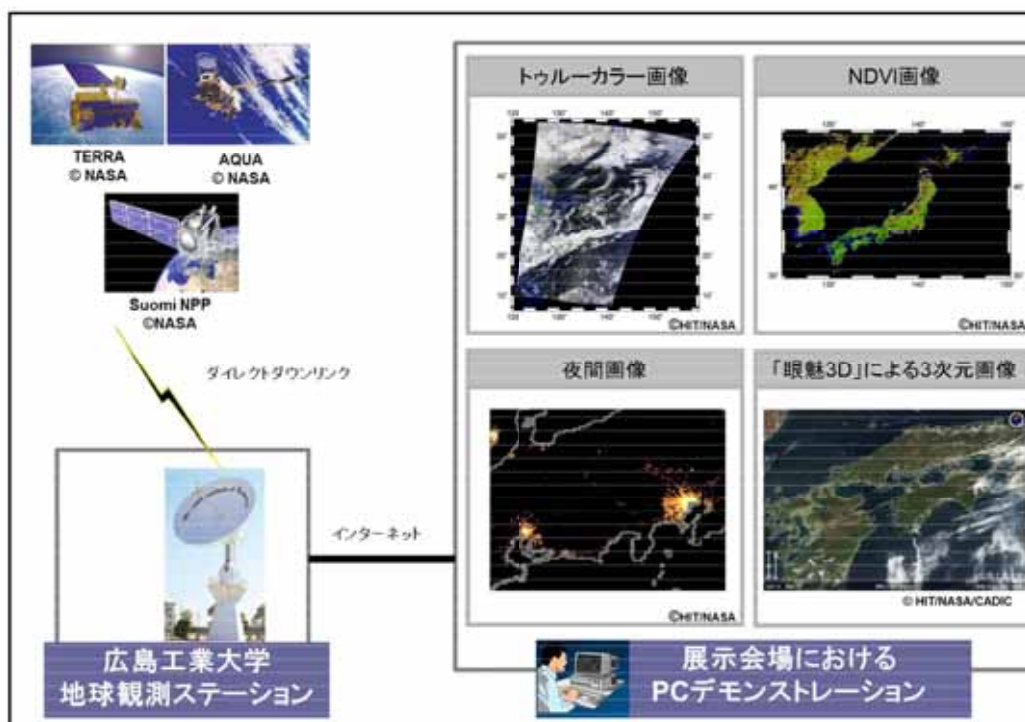 TERRA
© NASA
AQUA
© NASA
Suomi NPP
©NASA
ダイレクトダウンリンク
広島工業大学
地球観測ステーション
インターネット
トゥルーカラー画像
©HIT/NASA
NDVI画像
©HIT/NASA
夜間画像
©HIT/NASA
「眼魅3D」による3次元画像
© HIT/NASA/CADIC
展示会場における
PCデモンストレーション